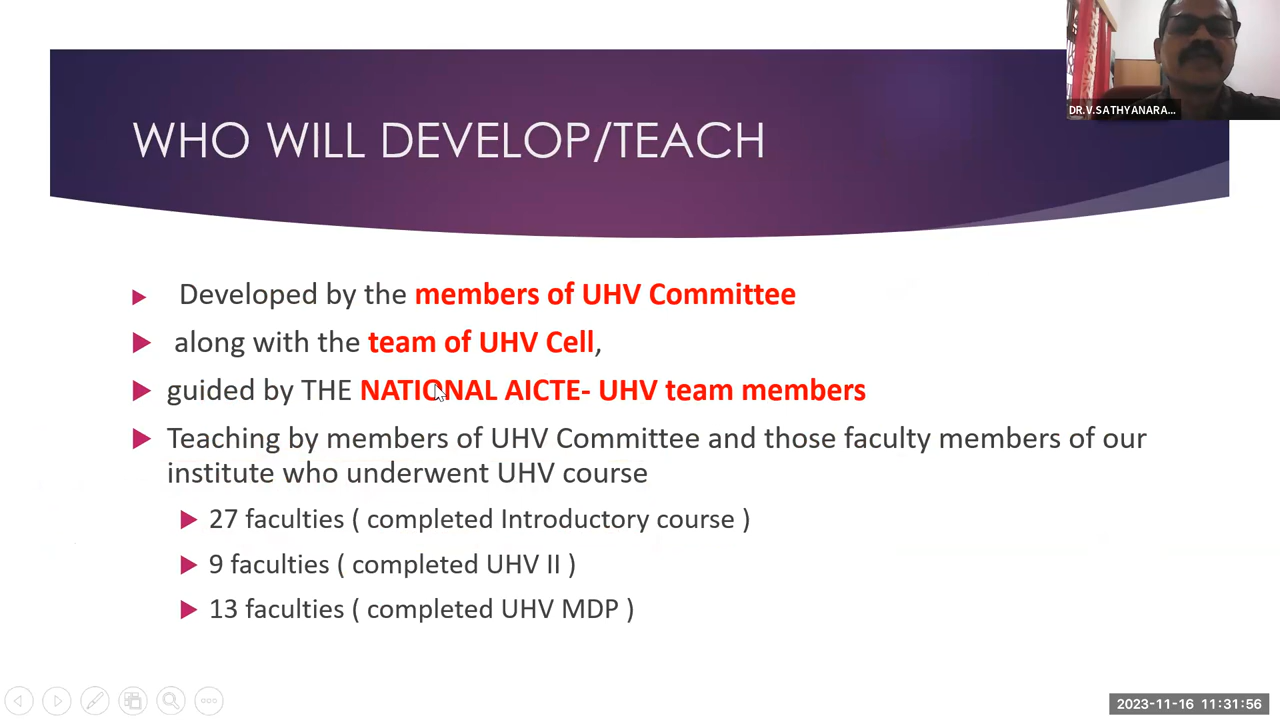 DR.V.SATHYANARA...
WHO WILL DEVELOP/TEACH
Developed by the members of UHV Committee
along with the team of UHV Cell,
guided by THE NATIONAL AICTE- UHV team members
Teaching by members of UHV Committee and those faculty members of our
institute who underwent UHV course
27 faculties ( completed Introductory course )
9 faculties ( completed UHV II )
13 faculties ( completed UHV MDP )
2023-11-16 11:31:56